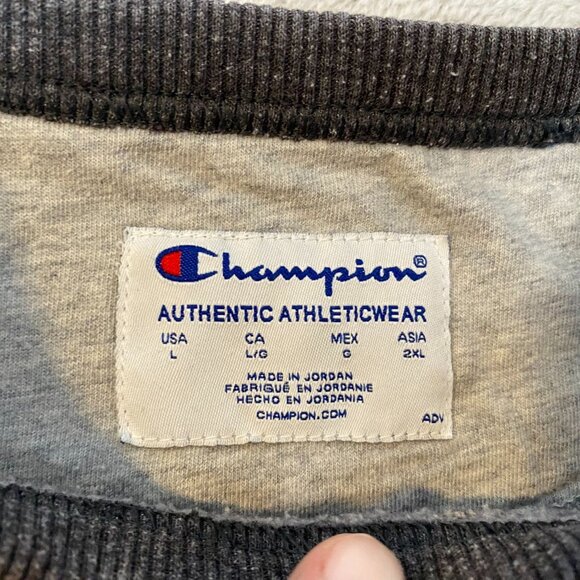 Champion®
AUTHENTIC ATHLETICWEAR
USA CA MEX ASIA
L L/G G 2XL
MADE IN JORDAN
FABRIQUÉ EN JORDANIE
HECHO EN JORDANIA
CHAMPION.COM
ADV